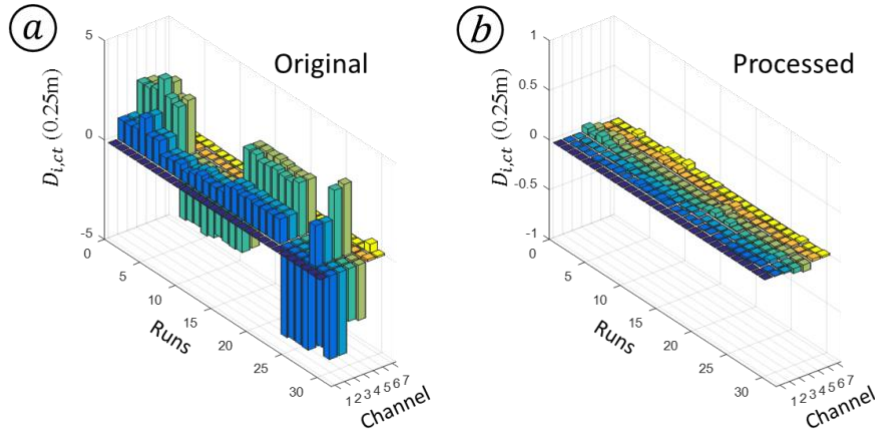 a
Original
5
0
-5
D_{i,ct} (0.25m)
0
5
10
15
20
25
30
Runs
1 2 3 4 5 6 7
Channel
b
Processed
1
0.5
0
-0.5
-1
D_{i,ct} (0.25m)
0
5
10
15
20
25
30
Runs
1 2 3 4 5 6 7
Channel